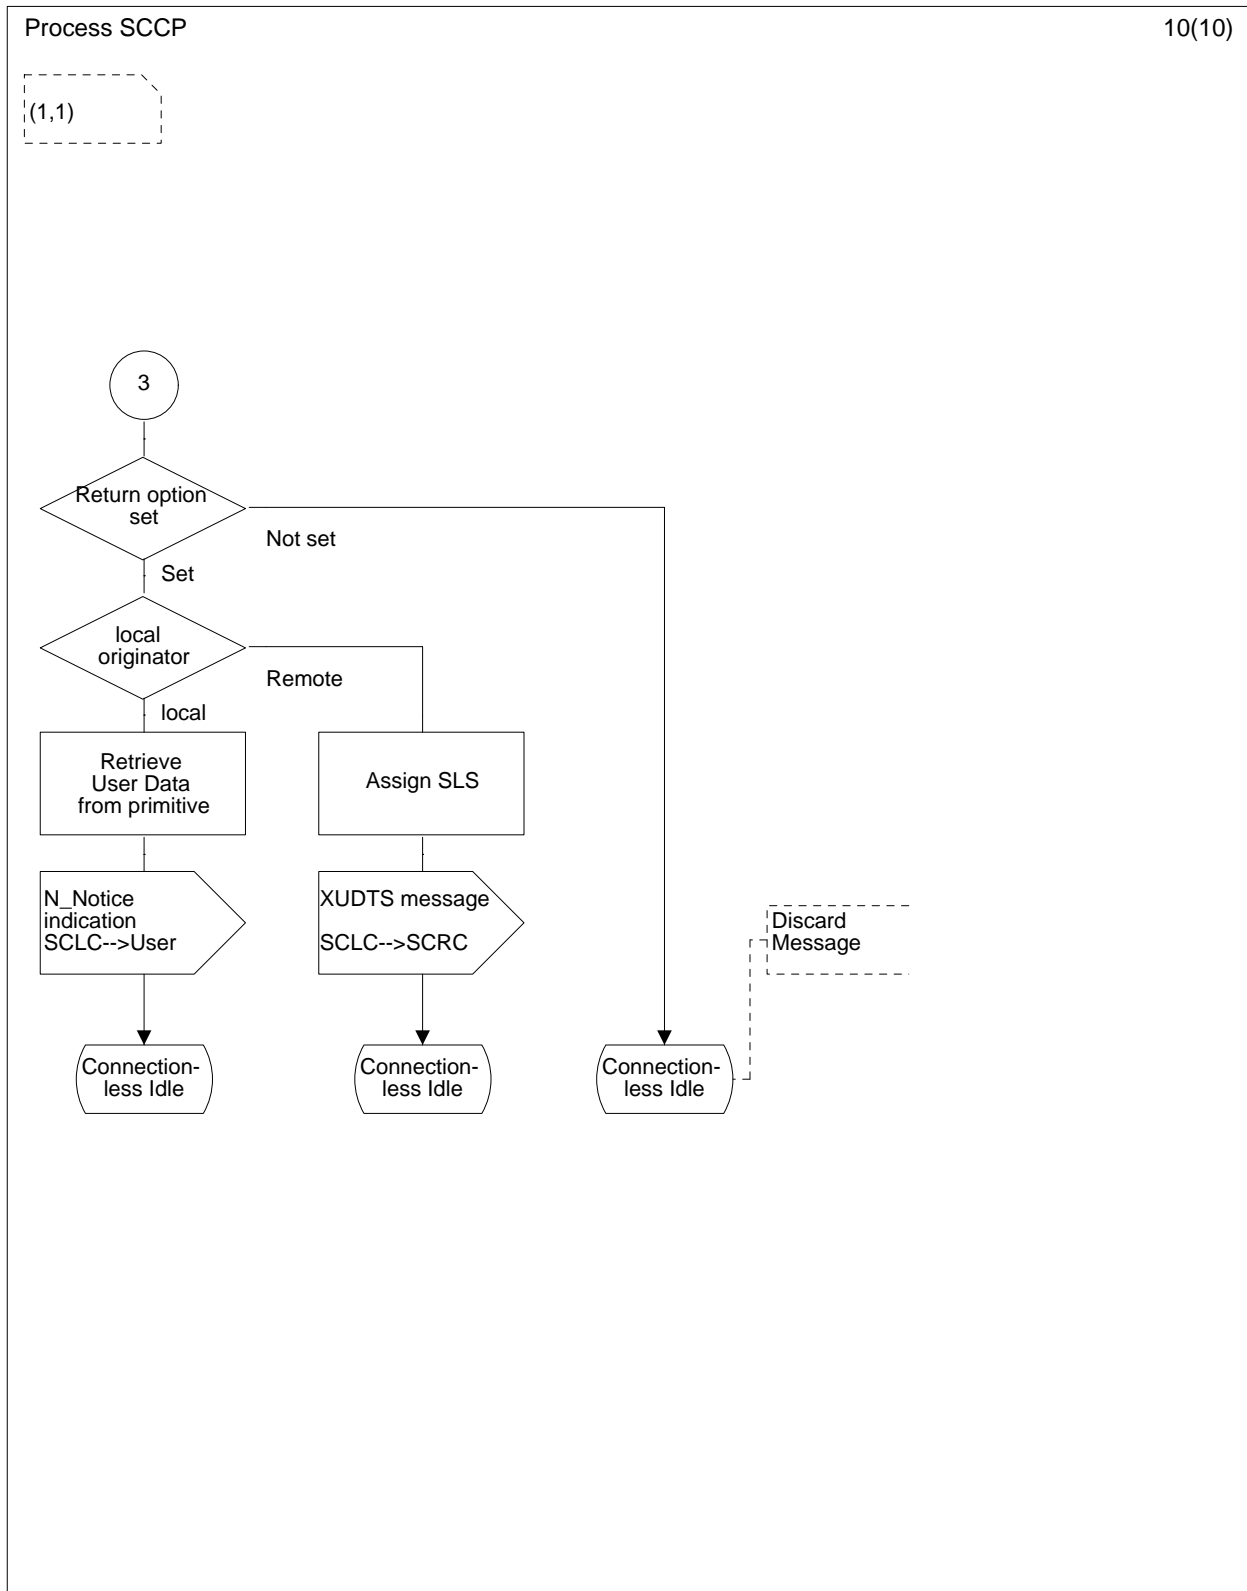 Process SCCP
10(10)
(1,1)
3
Return option
set
Not set
Set
local
originator
Remote
local
Retrieve
User Data
from primitive
Assign SLS
N_Notice
indication
SCLC-->User
XUDTS message
SCLC-->SCRC
Discard
Message
Connection-
less Idle
Connection-
less Idle
Connection-
less Idle